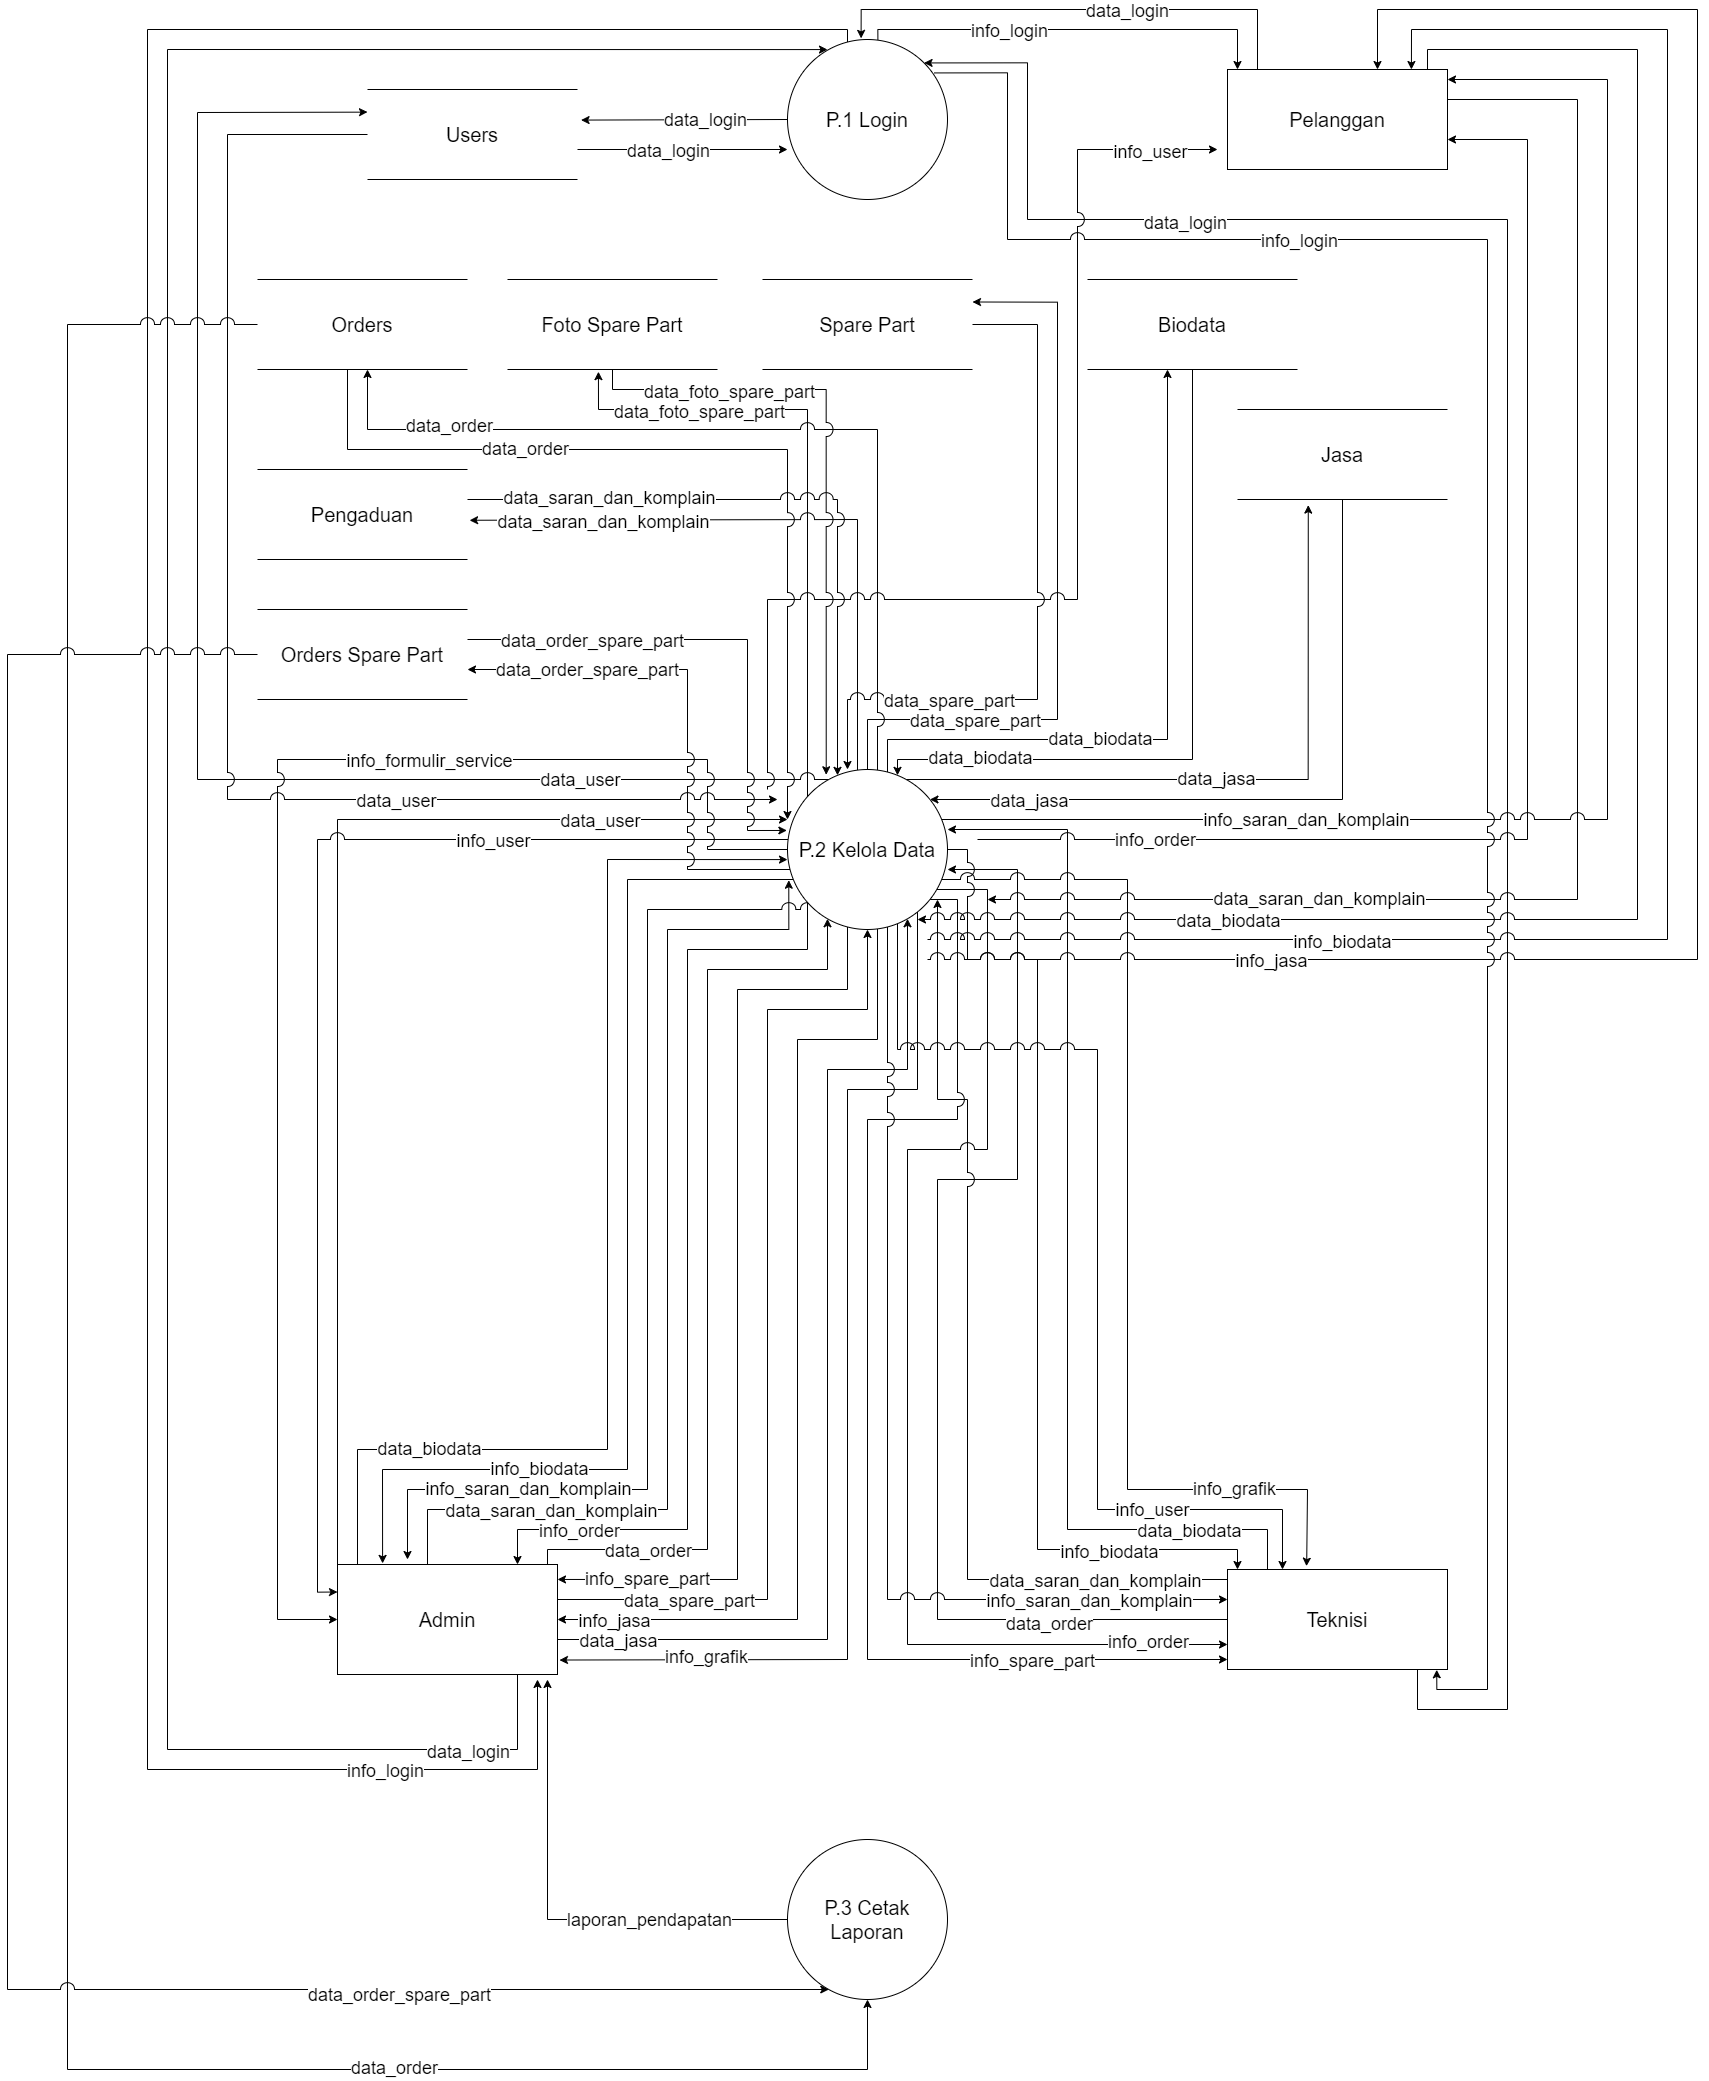 data_login
info_login
Users
data_login
data_login
P.1 Login
Pelanggan
info_user
data_login
info_login
Orders
Foto Spare Part
Spare Part
Biodata
data_foto_spare_part
data_foto_spare_part
data_order
data_order
Jasa
Pengaduan
data_saran_dan_komplain
data_saran_dan_komplain
Orders Spare Part
data_order_spare_part
data_order_spare_part
data_spare_part
data_spare_part
data_biodata
data_biodata
info_formulir_service
data_user
data_jasa
data_user
data_jasa
data_user
info_saran_dan_komplain
info_user
info_order
P.2 Kelola Data
data_saran_dan_komplain
data_biodata
info_biodata
info_jasa
data_biodata
info_biodata
info_saran_dan_komplain
data_saran_dan_komplain
info_order
data_order
info_spare_part
data_spare_part
info_jasa
data_jasa
info_grafik
Admin
info_grafik
info_user
data_biodata
info_biodata
data_saran_dan_komplain
info_saran_dan_komplain
data_order
info_order
info_spare_part
Teknisi
data_login
info_login
P.3 Cetak
Laporan
laporan_pendapatan
data_order_spare_part
data_order